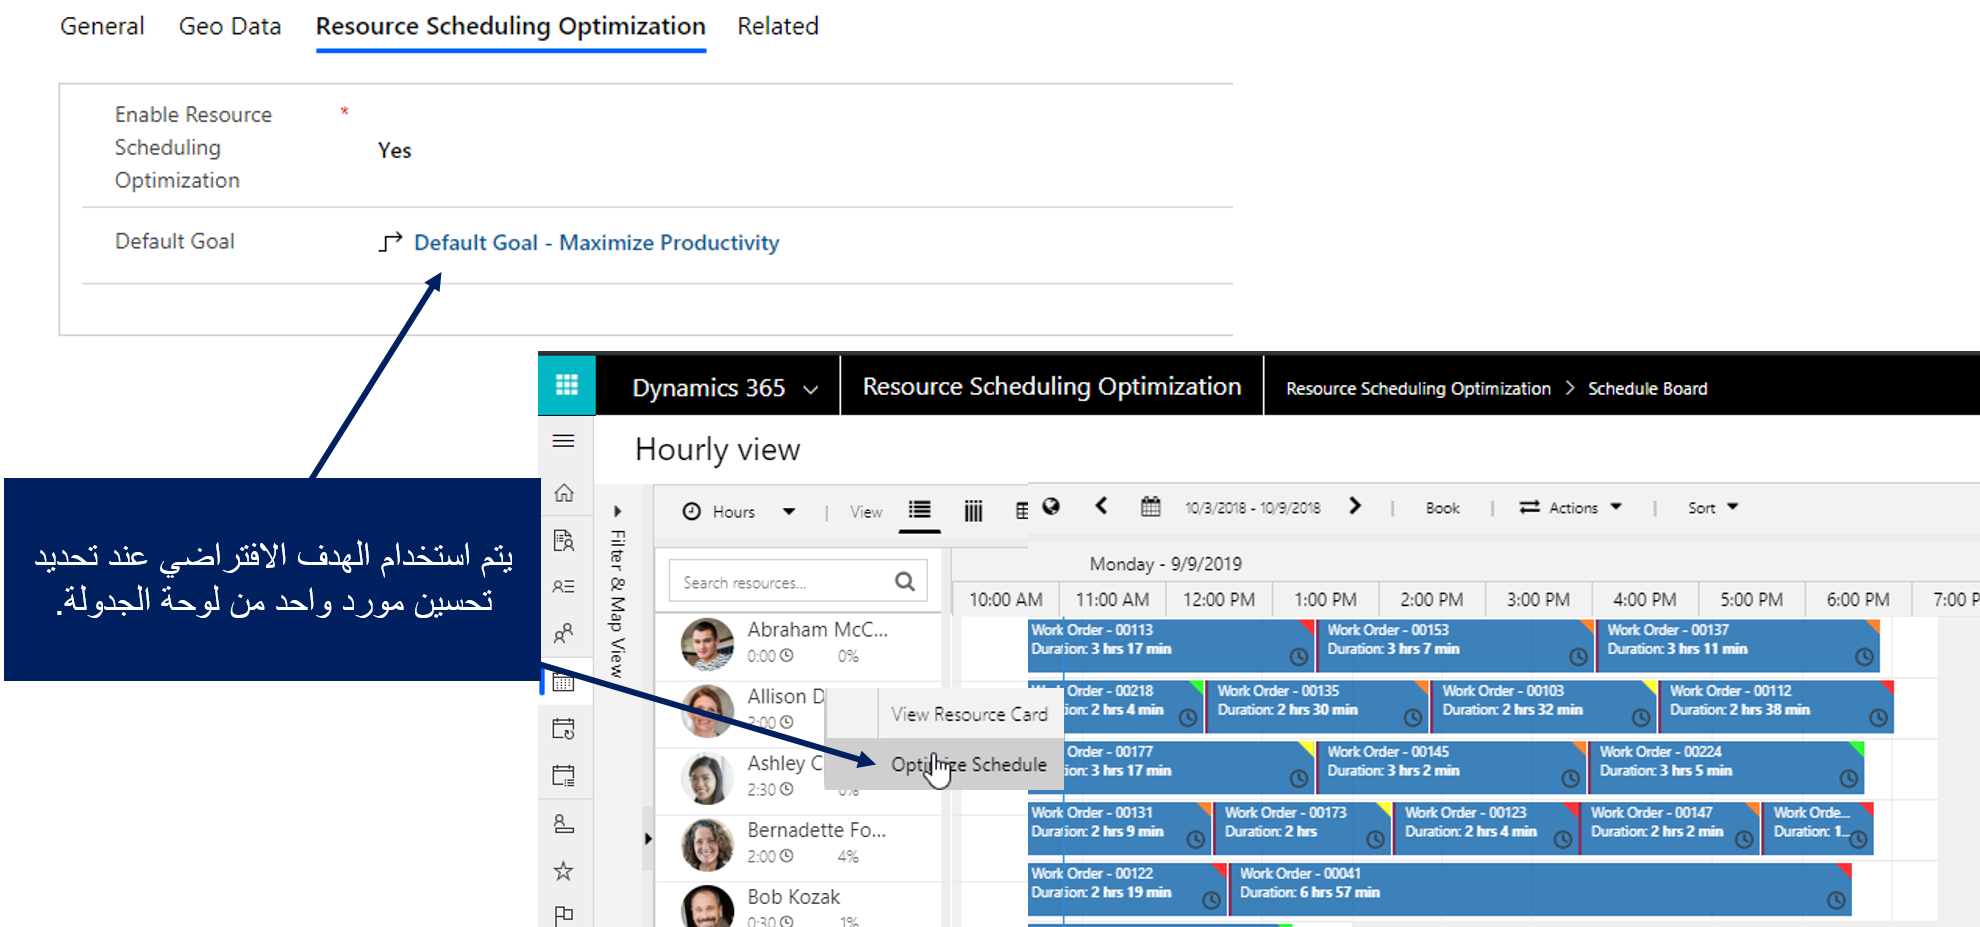 General Geo Data Resource Scheduling Optimization Related
Enable Resource *
Scheduling
Optimization
Yes
Default Goal
Default Goal - Maximize Productivity
يتم استخدام الهدف الافتراضي عند تحديد
تحسين مورد واحد من لوحة الجدولة.
Dynamics 365 Resource Scheduling Optimization Resource Scheduling Optimization > Schedule Board
Hourly view
Filter & Map View
Hours | View 10/3/2018 - 10/9/2018 | Book | Actions | Sort
Search resources...
Monday - 9/9/2019
10:00 AM 11:00 AM 12:00 PM 1:00 PM 2:00 PM 3:00 PM 4:00 PM 5:00 PM 6:00 PM 7:00 P
Abraham McC...
0:00 0%
Work Order - 00113
Duration: 3 hrs 17 min
Work Order - 00153
Duration: 3 hrs 7 min
Work Order - 00137
Duration: 3 hrs 11 min
Allison D
2:00
View Resource Card
Optimize Schedule
Order - 00218
ion: 2 hrs 4 min
Work Order - 00135
Duration: 2 hrs 30 min
Work Order - 00103
Duration: 2 hrs 32 min
Work Order - 00112
Duration: 2 hrs 38 min
Ashley C
2:30 0%
Order - 00177
ion: 3 hrs 17 min
Work Order - 00145
Duration: 3 hrs 2 min
Work Order - 00224
Duration: 3 hrs 5 min
Bernadette Fo...
2:00 4%
Work Order - 00131
Duration: 2 hrs 9 min
Work Order - 00173
Duration: 2 hrs
Work Order - 00123
Duration: 2 hrs 4 min
Work Order - 00147
Duration: 2 hrs 2 min
Work Orde...
Duration: 1...
Bob Kozak
0:30 1%
Work Order - 00122
Duration: 2 hrs 19 min
Work Order - 00041
Duration: 6 hrs 57 min